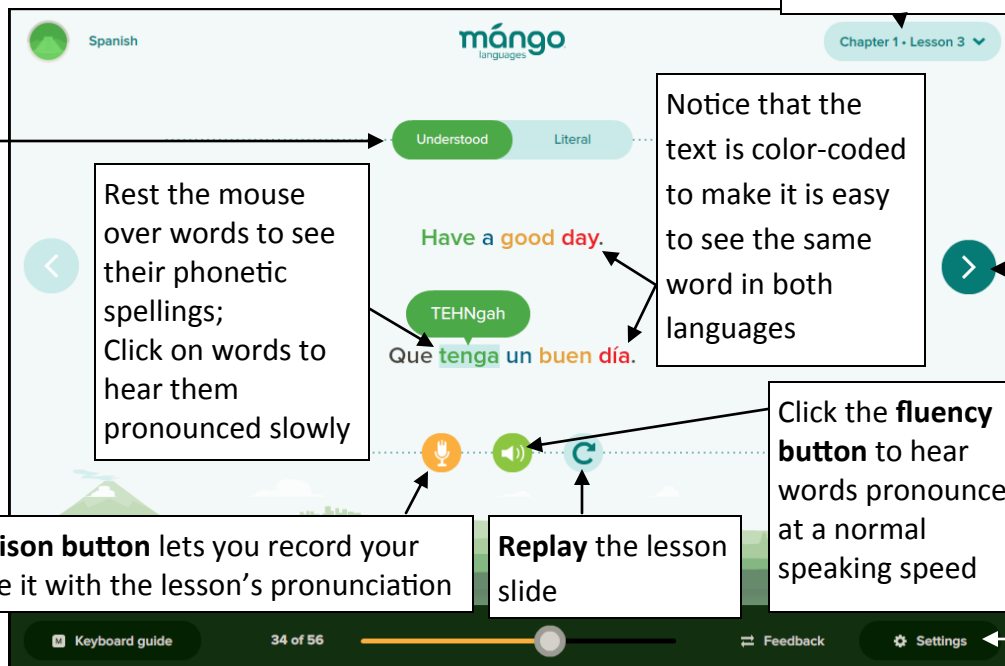 Spanish
mángo
languages
Chapter 1 • Lesson 3
Understood
Literal
Notice that the
text is color-coded
to make it is easy
to see the same
word in both
languages
Rest the mouse
over words to see
their phonetic
spellings;
Click on words to
hear them
pronounced slowly
Have a good day.
TEHNgah
Que tenga un buen día.
Click the fluency
button to hear
words pronounce
at a normal
speaking speed
ison button lets you record your
e it with the lesson's pronunciation
Replay the lesson
slide
M Keyboard guide
34 of 56
Feedback
Settings